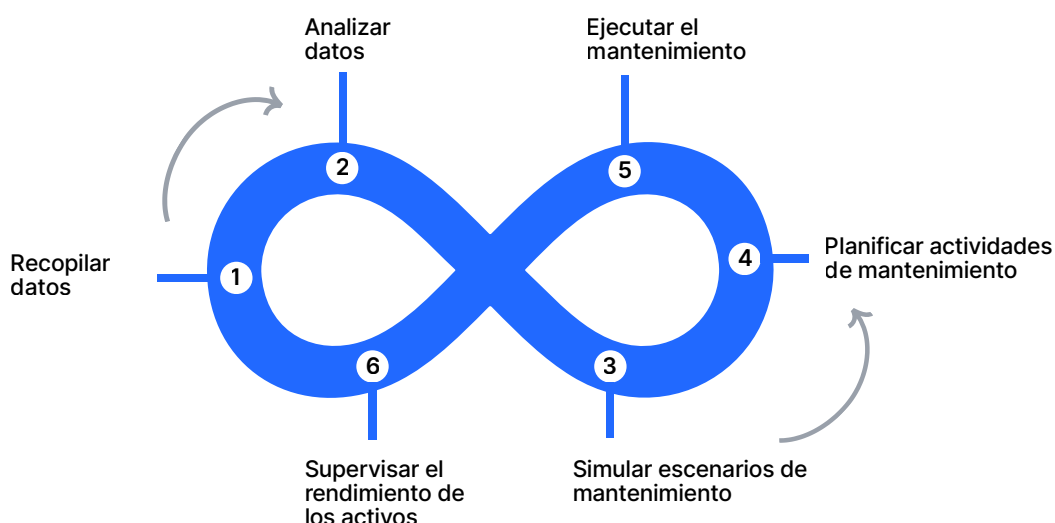 Analizar
datos
Ejecutar el
mantenimiento
2
5
Recopilar
datos
1
4
Planificar actividades
de mantenimiento
6
3
Supervisar el
rendimiento de
los activos
Simular escenarios de
mantenimiento